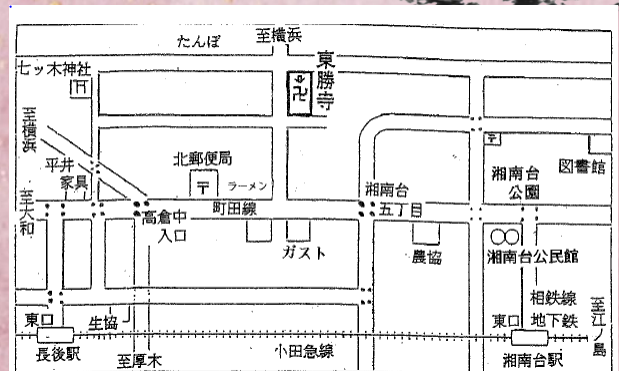 たんぼ
至横浜
七ッ木神社
東勝寺
卍
至横浜
平井
家具
北郵便局
〒
ラーメン
湘南台
五丁目
〒
湘南台
公園
図書館
至大和
高倉中
入口
町田線
ガスト
農協
湘南台公民館
東口
長後駅
生協
至厚木
小田急線
東口
相鉄線
地下鉄
湘南台駅
至江ノ島